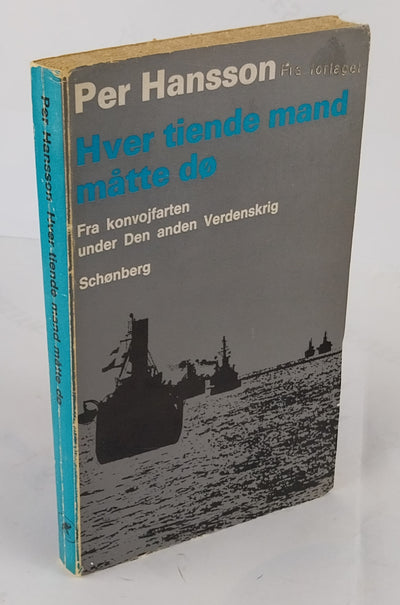 Per Hansson
Frs. forlaget
Hver tiende mand
måtte dø
Fra konvojfarten
under Den anden Verdenskrig
Schønberg
Per Hansson Hver tiende mand måtte dø